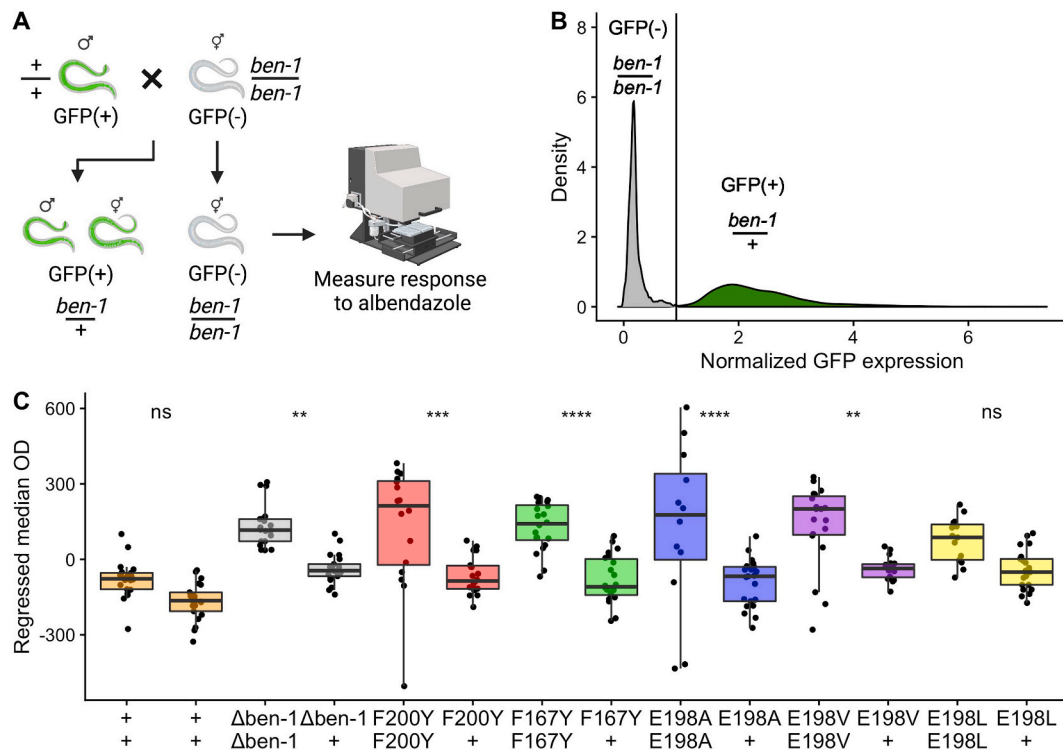 A
♂
+
+
GFP(+)
×
⚥
GFP(-)
ben-1
ben-1
♂
⚥
GFP(+)
ben-1
+
⚥
GFP(-)
ben-1
ben-1
Measure response
to albendazole
B
Density
8
6
4
2
0
GFP(-)
ben-1
ben-1
GFP(+)
ben-1
+
0 2 4 6
Normalized GFP expression
C
Regressed median OD
600
300
0
-300
ns ** *** **** **** ** ns
+ + Δben-1 Δben-1 F200Y F200Y F167Y F167Y E198A E198A E198V E198V E198L E198L
+ + Δben-1 + F200Y + F167Y + E198A + E198V + E198L +